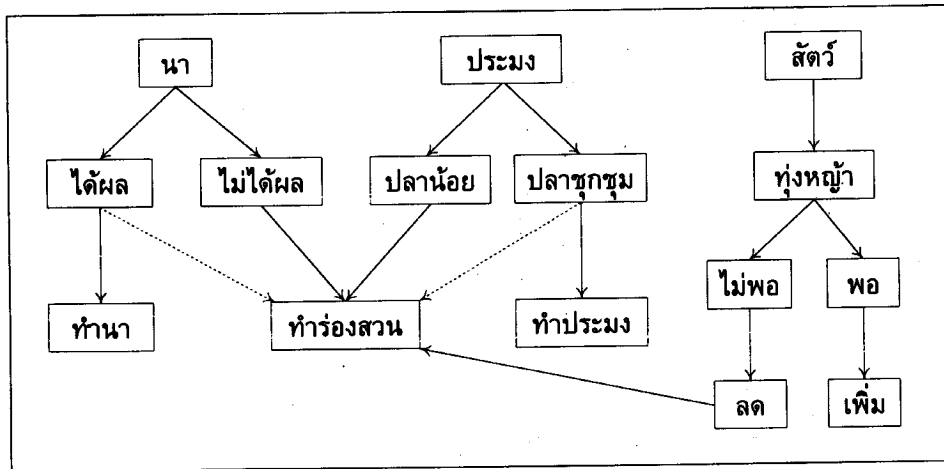 นา
ประมง
สัตว์
ได้ผล
ไม่ได้ผล
ปลาน้อย
ปลาชุกชุม
ทุ่งหญ้า
ไม่พอ
พอ
ทำนา
ทำร่องสวน
ทำประมง
ลด
เพิ่ม